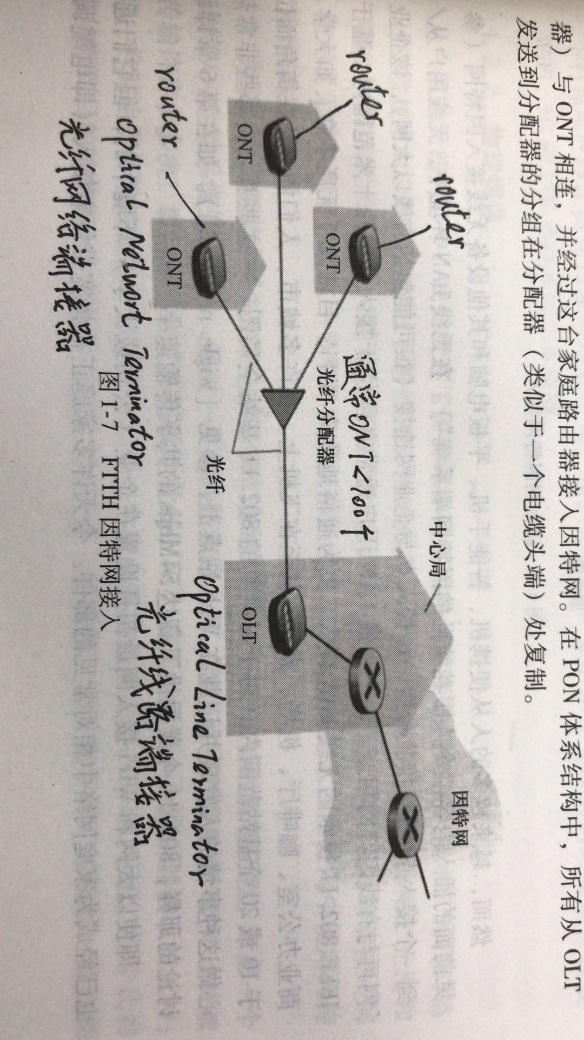 器）与 ONT 相连，并经过这台家庭路由器接入因特网。在 PON 体系结构中，所有从 OLT
发送到分配器的分组在分配器（类似于一个电缆头端）处复制。
router
router
router
ONT
ONT
ONT
通常ONT<100个
光纤分配器
光纤
中心局
因特网
OLT
Optical Network Terminator
光纤网络端接器
Optical Line Terminator
光纤线路端接器
图 1-7 FTTH 因特网接入